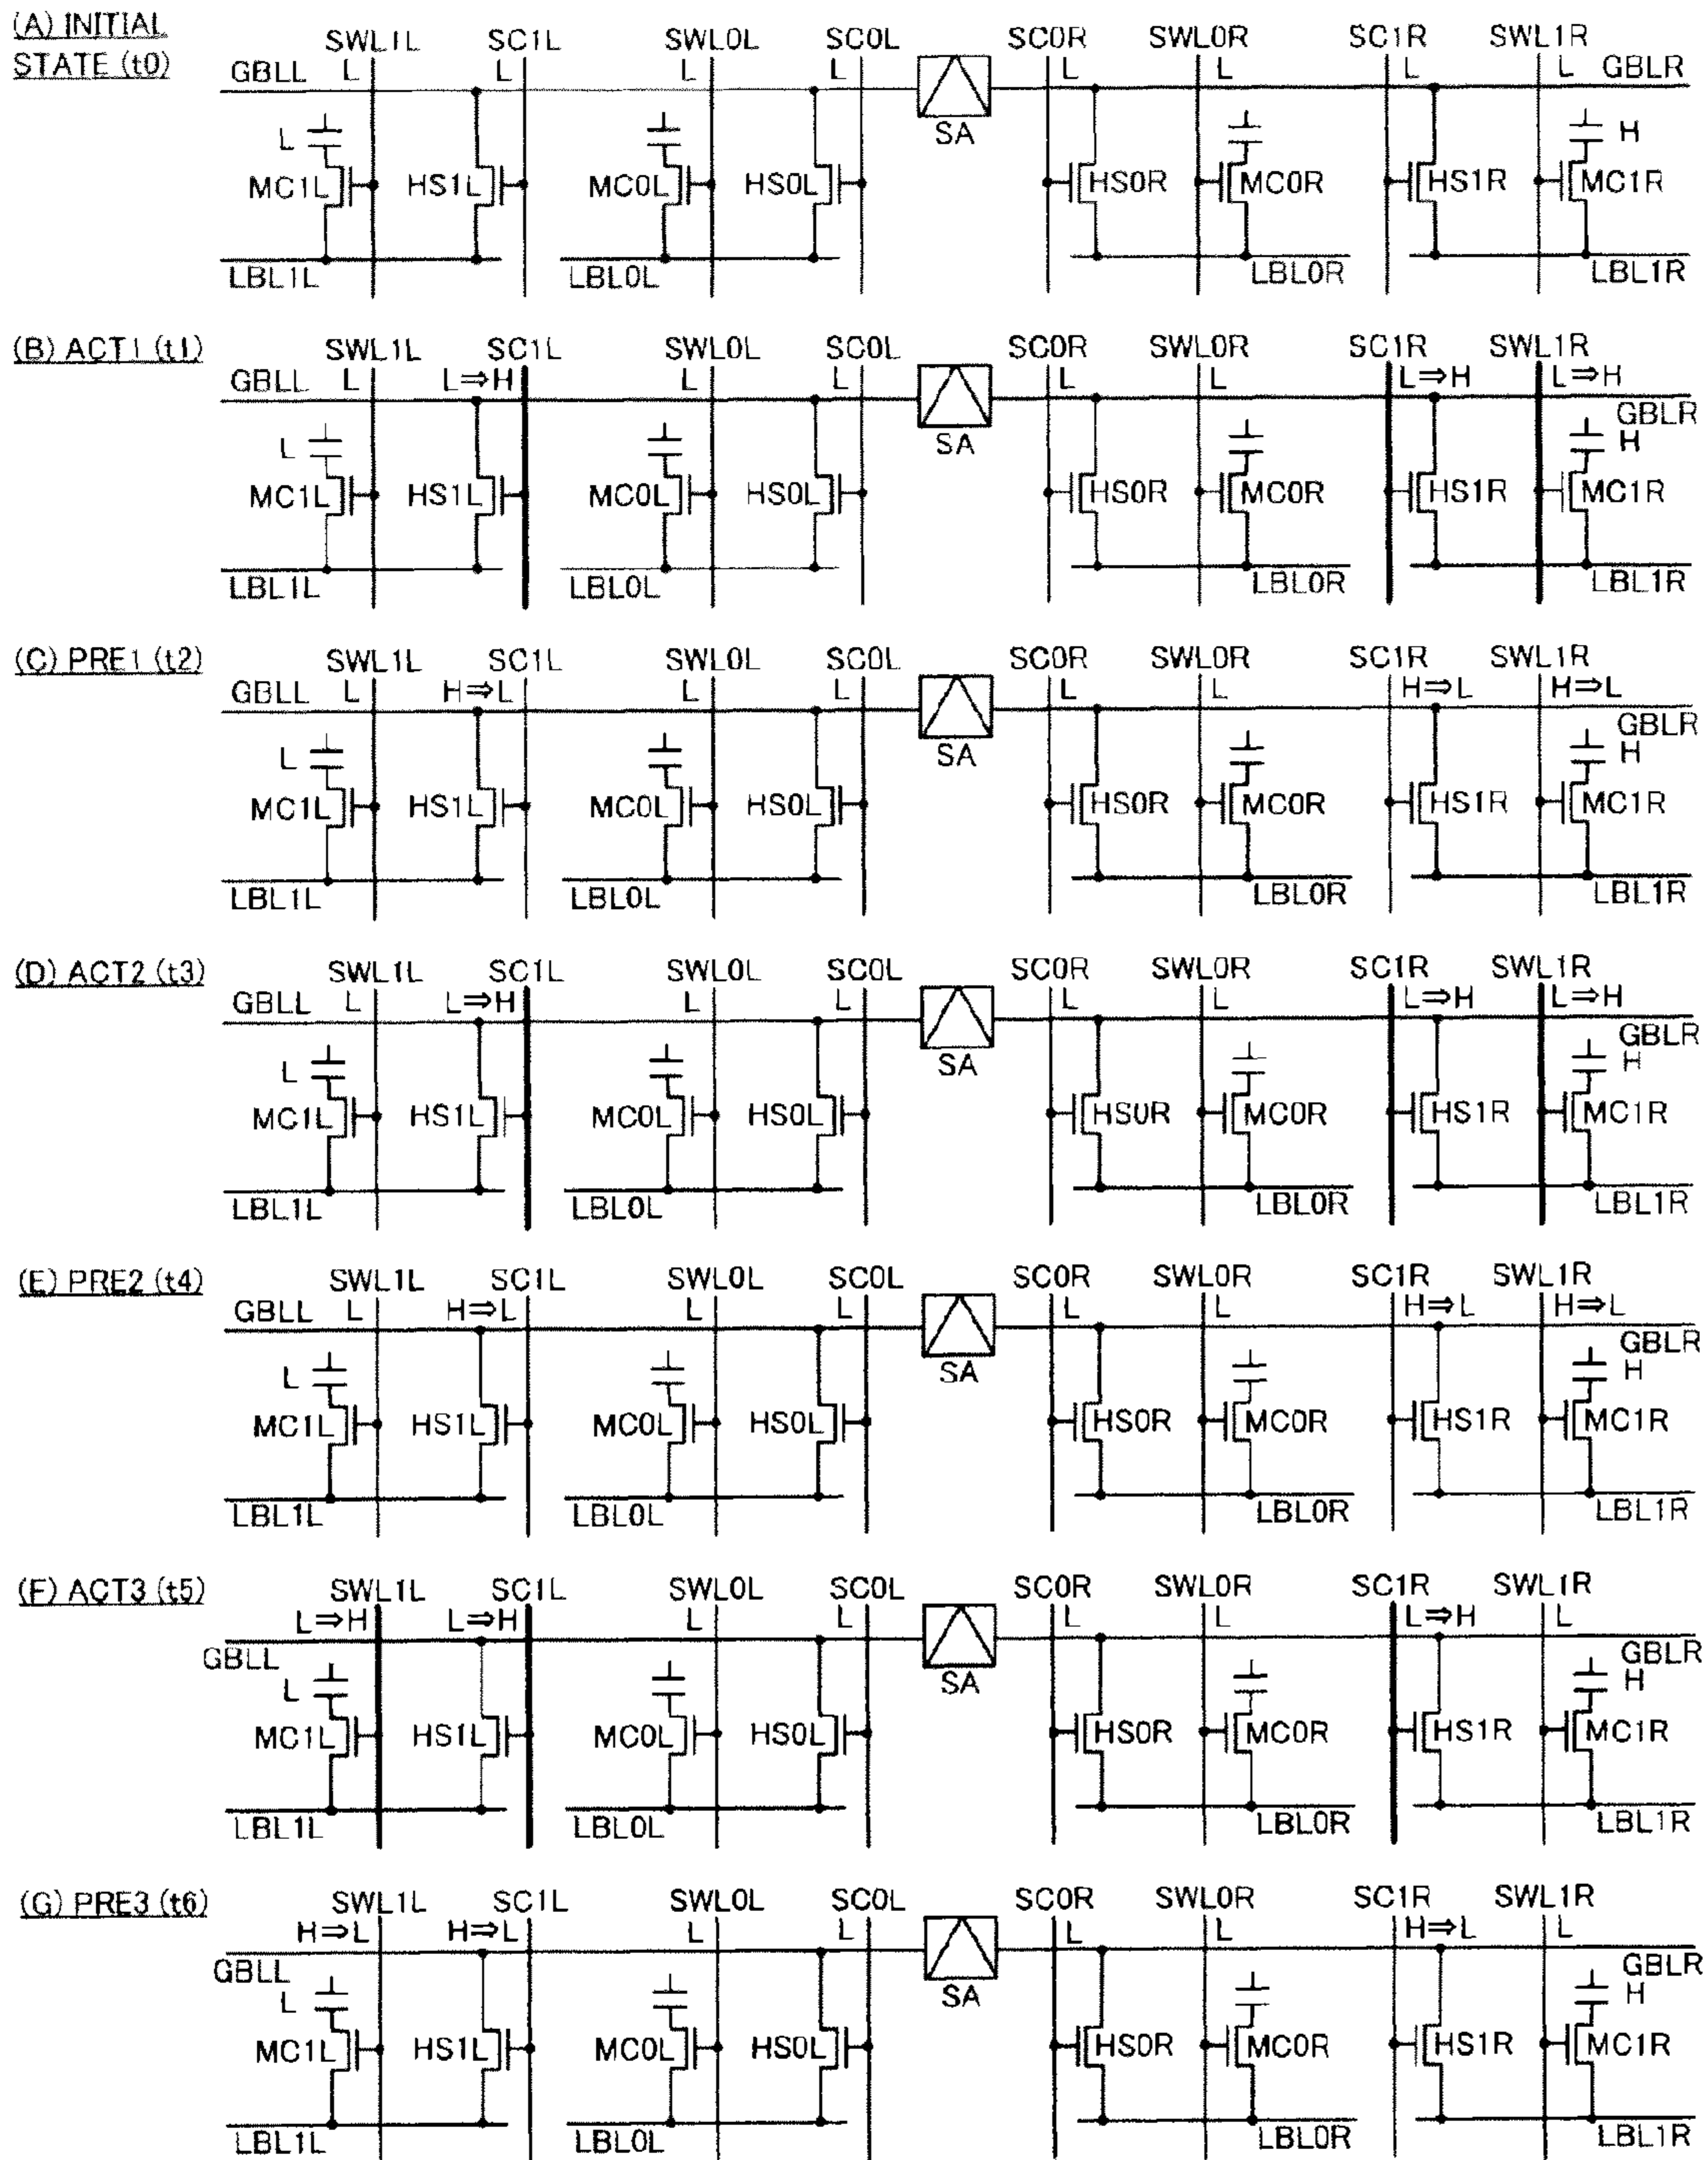 (A) INITIAL
STATE (t0)
SWL1L SC1L SWL0L SC0L SC0R SWL0R SC1R SWL1R
GBLL L L L L L L L L GBLR
SA
L H
MC1L HS1L MC0L HS0L HS0R MC0R HS1R MC1R
LBL1L LBL0L LBL0R LBL1R
(B) ACT1 (t1)
SWL1L SC1L SWL0L SC0L SC0R SWL0R SC1R SWL1R
GBLL L L⇒H L L L L L⇒H L⇒H
GBLR
SA
L H
MC1L HS1L MC0L HS0L HS0R MC0R HS1R MC1R
LBL1L LBL0L LBL0R LBL1R
(C) PRE1 (t2)
SWL1L SC1L SWL0L SC0L SC0R SWL0R SC1R SWL1R
GBLL L H⇒L L L L L H⇒L H⇒L
GBLR
SA
L H
MC1L HS1L MC0L HS0L HS0R MC0R HS1R MC1R
LBL1L LBL0L LBL0R LBL1R
(D) ACT2 (t3)
SWL1L SC1L SWL0L SC0L SC0R SWL0R SC1R SWL1R
GBLL L L⇒H L L L L L⇒H L⇒H
GBLR
SA
L H
MC1L HS1L MC0L HS0L HS0R MC0R HS1R MC1R
LBL1L LBL0L LBL0R LBL1R
(E) PRE2 (t4)
SWL1L SC1L SWL0L SC0L SC0R SWL0R SC1R SWL1R
GBLL L H⇒L L L L L H⇒L H⇒L
GBLR
SA
L H
MC1L HS1L MC0L HS0L HS0R MC0R HS1R MC1R
LBL1L LBL0L LBL0R LBL1R
(F) ACT3 (t5)
SWL1L SC1L SWL0L SC0L SC0R SWL0R SC1R SWL1R
L⇒H L⇒H L L L L L⇒H L
GBLL GBLR
SA
L H
MC1L HS1L MC0L HS0L HS0R MC0R HS1R MC1R
LBL1L LBL0L LBL0R LBL1R
(G) PRE3 (t6)
SWL1L SC1L SWL0L SC0L SC0R SWL0R SC1R SWL1R
H⇒L H⇒L L L L L H⇒L L
GBLL GBLR
SA
L H
MC1L HS1L MC0L HS0L HS0R MC0R HS1R MC1R
LBL1L LBL0L LBL0R LBL1R